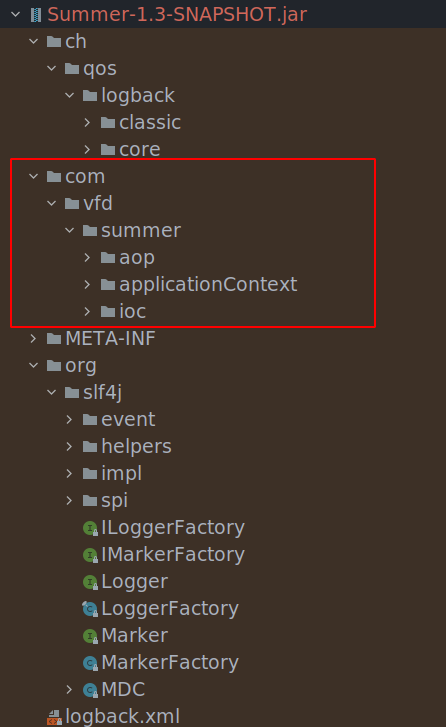 Summer-1.3-SNAPSHOT.jar
ch
qos
logback
classic
core
com
vfd
summer
aop
applicationContext
ioc
META-INF
org
slf4j
event
helpers
impl
spi
ILoggerFactory
IMarkerFactory
Logger
LoggerFactory
Marker
MarkerFactory
MDC
logback.xml